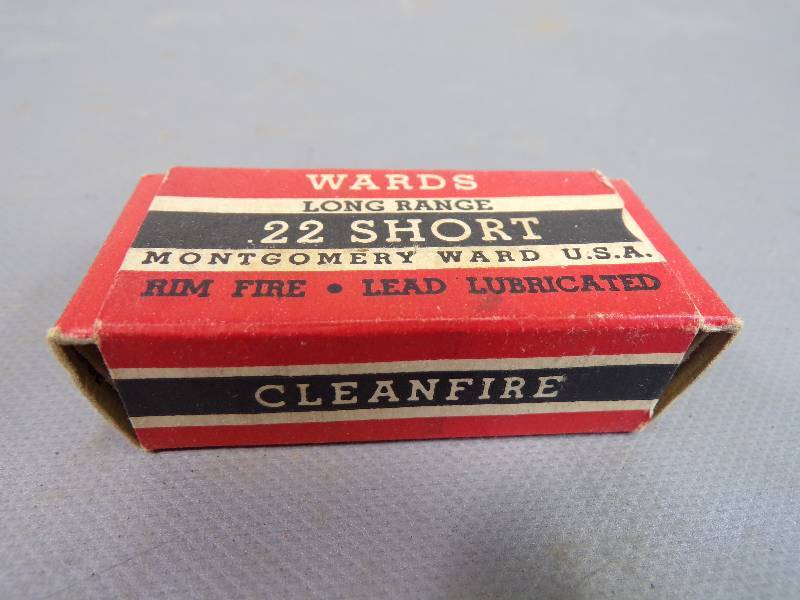 WARDS
LONG RANGE
.22 SHORT
MONTGOMERY WARD U.S.A.
RIM FIRE • LEAD LUBRICATED
CLEANFIRE